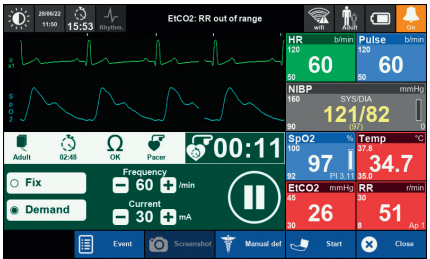 28/06/22
11:50
15:53
Rhythm.
EtCO2: RR out of range
wifi
Adult
On
HR b/min
120
60
50
Pulse b/min
120
60
50
NIBP mmHg
160 SYS/DIA
121/82
90 (97) 0
SpO2 %
100
97
92 PI 3.11
Temp °C
37.8
34.7
35.0
EtCO2 mmHg
45
26
30
RR r/min
30
51
8 Ap 1
SpO2
Adult
02:48
OK
Pacer
00:11
Fix
Demand
Frequency
60 /min
Current
30 mA
Event
Screenshot
Manual def
Start
Close